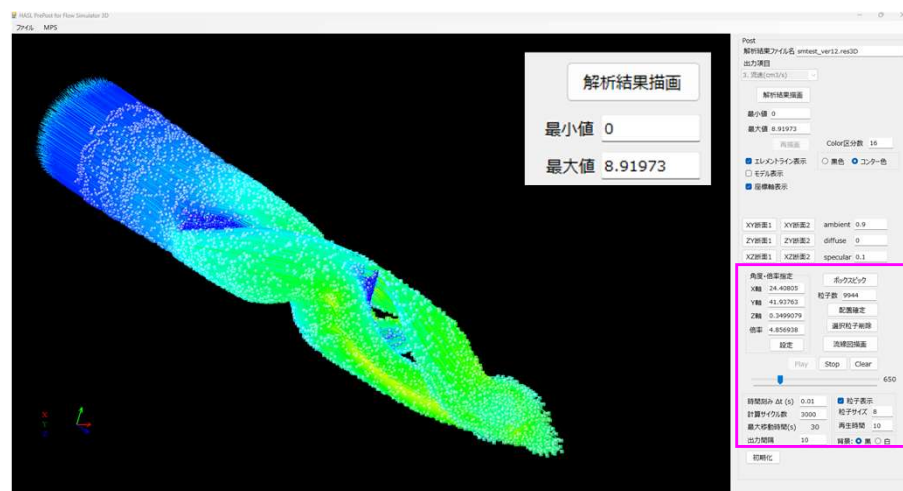 HASL PrePost for Flow Simulator 3D
ファイル MPS
解析結果描画
最小値 0
最大値 8.91973
X
Y
Post
解析結果ファイル名 smtest_ver12.res3D
出力項目
3. 流速(cm3/s)
解析結果描画
最小値 0
最大値 8.91973
再描画 Color区分数 16
エレメントライン表示 黒色 コンター色
モデル表示
座標軸表示
XY断面1 XY断面2 ambient 0.9
ZY断面1 ZY断面2 diffuse 0
XZ断面1 XZ断面2 specular 0.1
角度・倍率指定 ボックスピック
X軸 24.40805 粒子数 9944
Y軸 41.93763 配置確定
Z軸 0.3499079 選択粒子削除
倍率 4.856938
設定 流線図描画
Play Stop Clear
650
時間刻み Δt (s) 0.01 粒子表示
計算サイクル数 3000 粒子サイズ 8
最大移動時間(s) 30 再生時間 10
出力間隔 10 背景: 黒 白
初期化